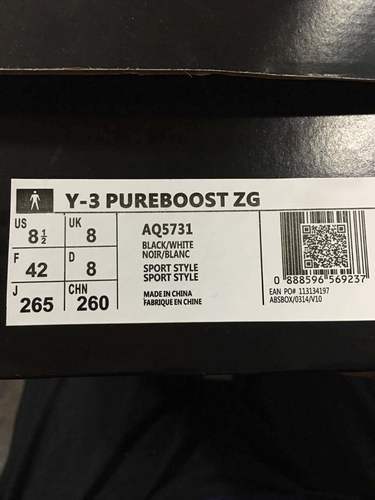 Y-3 PUREBOOST ZG
US
8½
UK
8
F
42
D
8
J
265
CHN
260
AQ5731
BLACK/WHITE
NOIR/BLANC
SPORT STYLE
SPORT STYLE
MADE IN CHINA
FABRIQUE EN CHINE
0 888596 569237
EAN PO# 113134197
ABSBOX/0314/V10